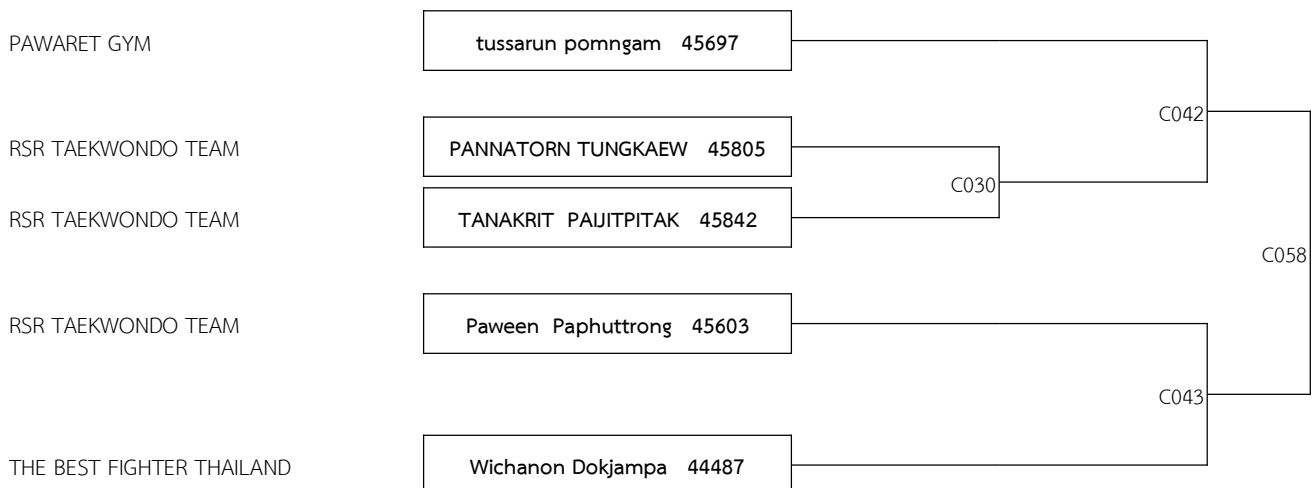 PAWARET GYM tussarun pomngam 45697
C042
RSR TAEKWONDO TEAM PANNATORN TUNGKAEW 45805
C030
RSR TAEKWONDO TEAM TANAKRIT PAIJITPITAK 45842
C058
RSR TAEKWONDO TEAM Paween Paphuttrong 45603
C043
THE BEST FIGHTER THAILAND Wichanon Dokjampa 44487